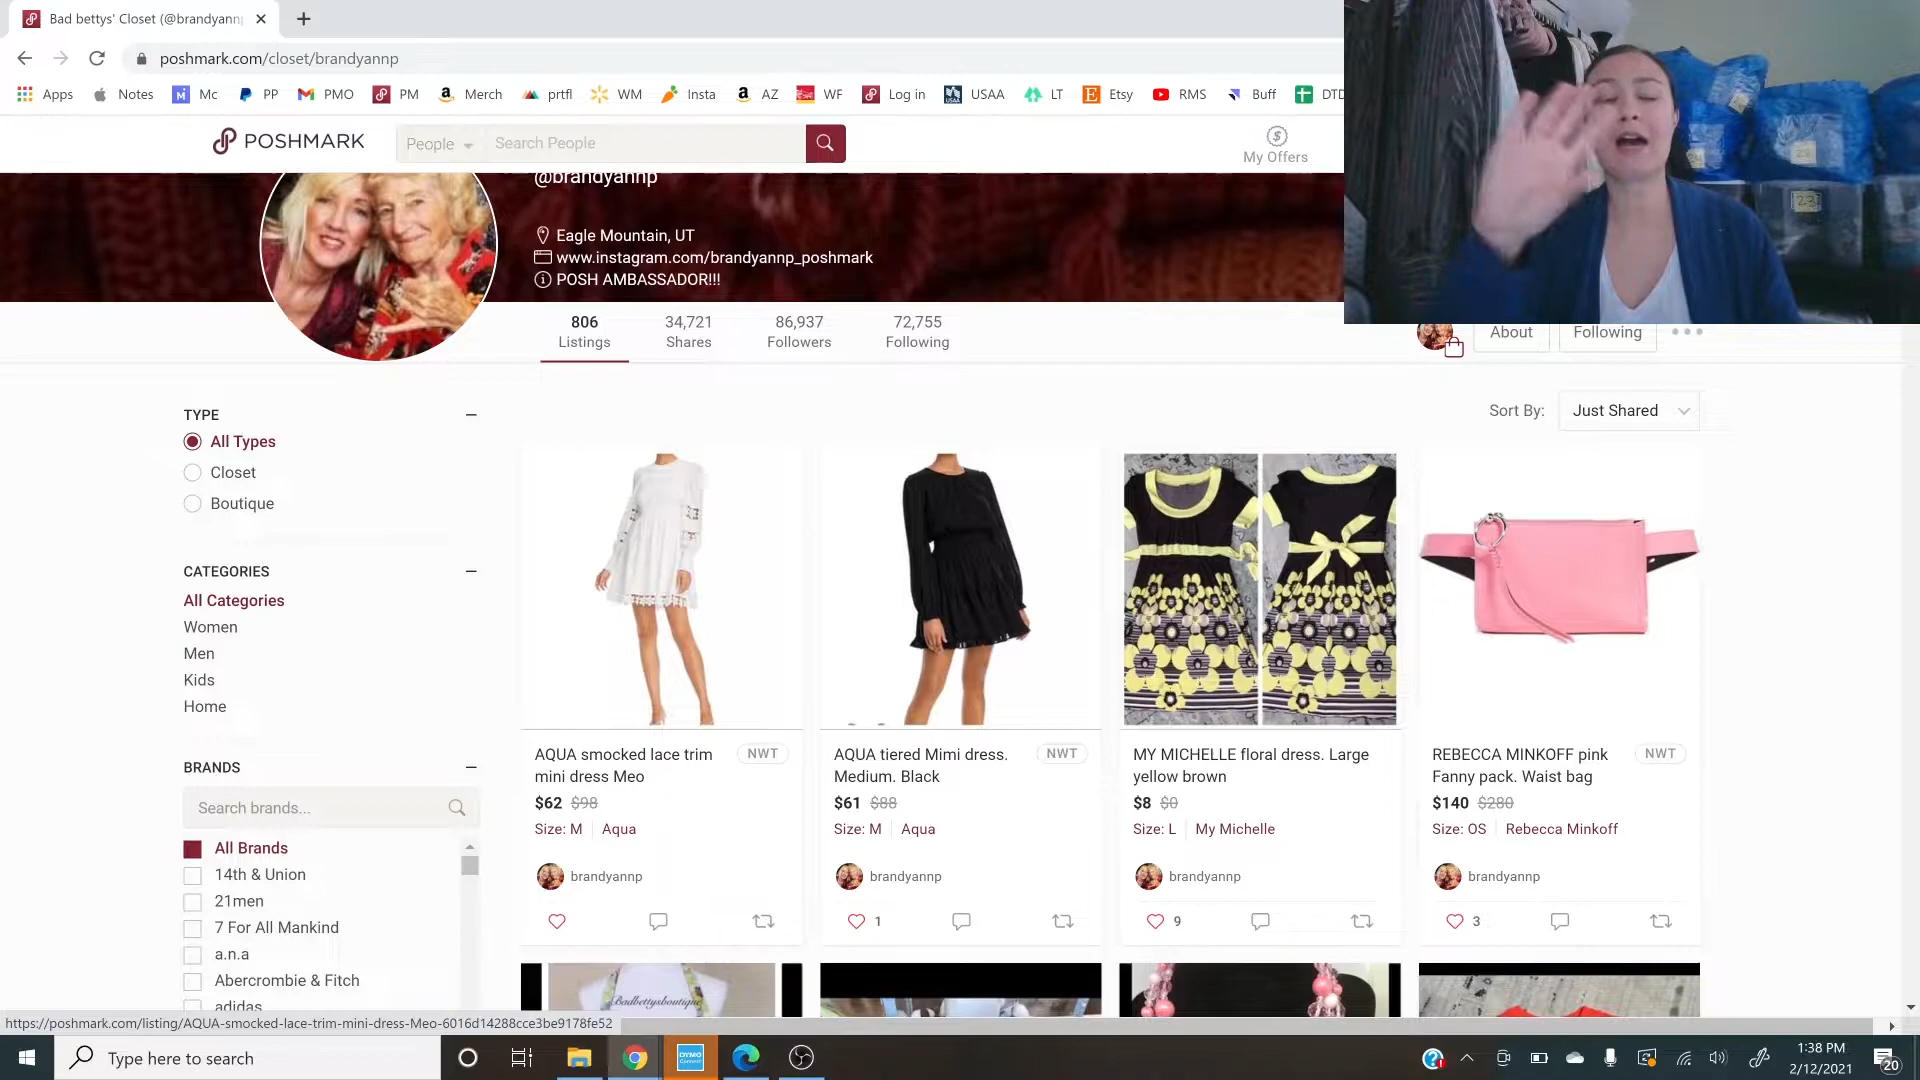 Bad bettys' Closet (@brandyann
poshmark.com/closet/brandyannp
Apps
Notes
Mc
PP
PMO
PM
Merch
prtfl
WM
Insta
AZ
WF
Log in
USAA
LT
Etsy
RMS
Buff
DTD
POSHMARK
People
Search People
My Offers
@brandyannp
Eagle Mountain, UT
www.instagram.com/brandyannp_poshmark
POSH AMBASSADOR!!!
806
Listings
34,721
Shares
86,937
Followers
72,755
Following
About
Following
Sort By:
Just Shared
TYPE
All Types
Closet
Boutique
CATEGORIES
All Categories
Women
Men
Kids
Home
BRANDS
Search brands...
All Brands
14th & Union
21men
7 For All Mankind
a.n.a
Abercrombie & Fitch
adidas
AQUA smocked lace trim
mini dress Meo
NWT
$62 $98
Size: M
Aqua
brandyannp
AQUA tiered Mimi dress.
Medium. Black
NWT
$61 $88
Size: M
Aqua
brandyannp
1
MY MICHELLE floral dress. Large
yellow brown
$8 $0
Size: L
My Michelle
brandyannp
9
REBECCA MINKOFF pink
Fanny pack. Waist bag
NWT
$140 $280
Size: OS
Rebecca Minkoff
brandyannp
3
Badbettysboutique
23
https://poshmark.com/listing/AQUA-smocked-lace-trim-mini-dress-Meo-6016d14288cce3be9178fe52
Type here to search
DYMO
Connect
1:38 PM
2/12/2021
20